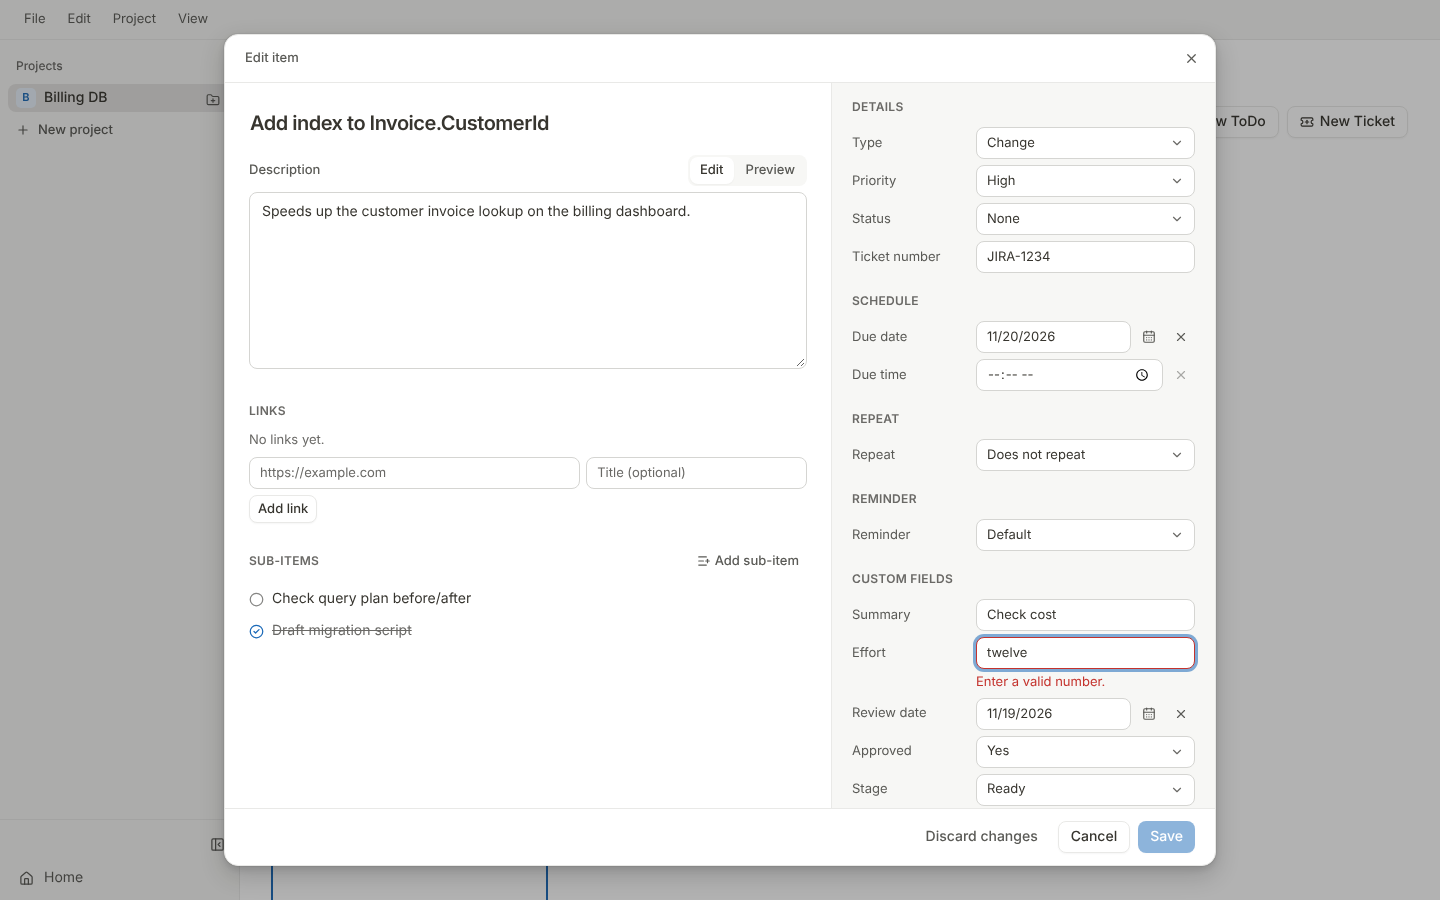 File Edit Project View
Projects
B Billing DB
New project
w ToDo
New Ticket
Edit item
Add index to Invoice.CustomerId
Description
Edit Preview
Speeds up the customer invoice lookup on the billing dashboard.
LINKS
No links yet.
https://example.com
Title (optional)
Add link
SUB-ITEMS
Add sub-item
Check query plan before/after
Draft migration script
DETAILS
Type Change
Priority High
Status None
Ticket number JIRA-1234
SCHEDULE
Due date 11/20/2026
Due time --:-- --
REPEAT
Repeat Does not repeat
REMINDER
Reminder Default
CUSTOM FIELDS
Summary Check cost
Effort twelve
Enter a valid number.
Review date 11/19/2026
Approved Yes
Stage Ready
Discard changes Cancel Save
Home